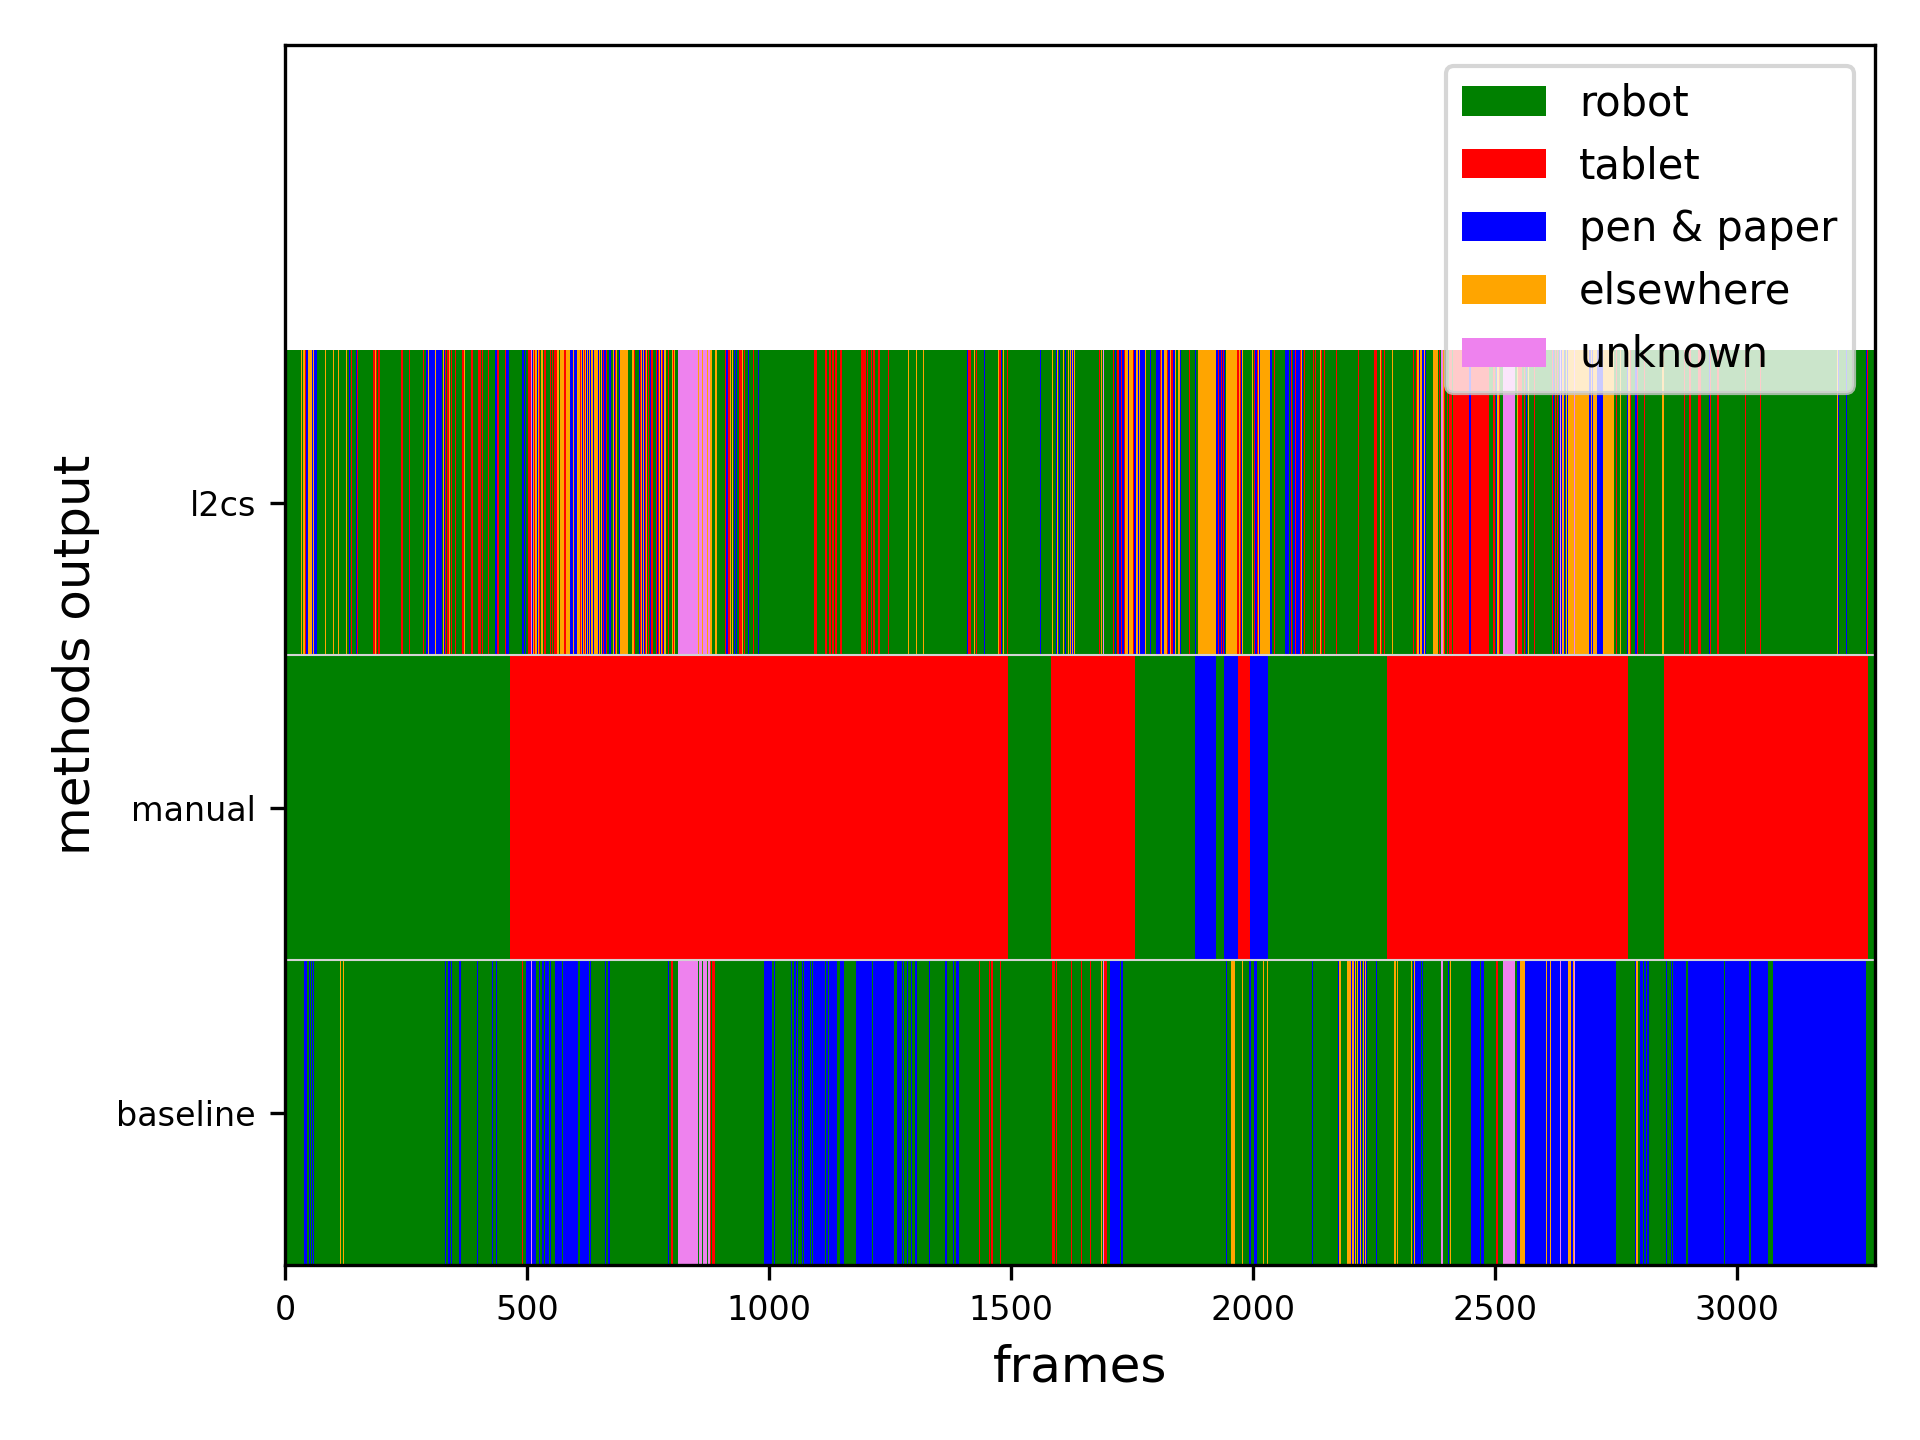 robot
tablet
pen & paper
elsewhere
unknown
methods output
l2cs
manual
baseline
0 500 1000 1500 2000 2500 3000
frames